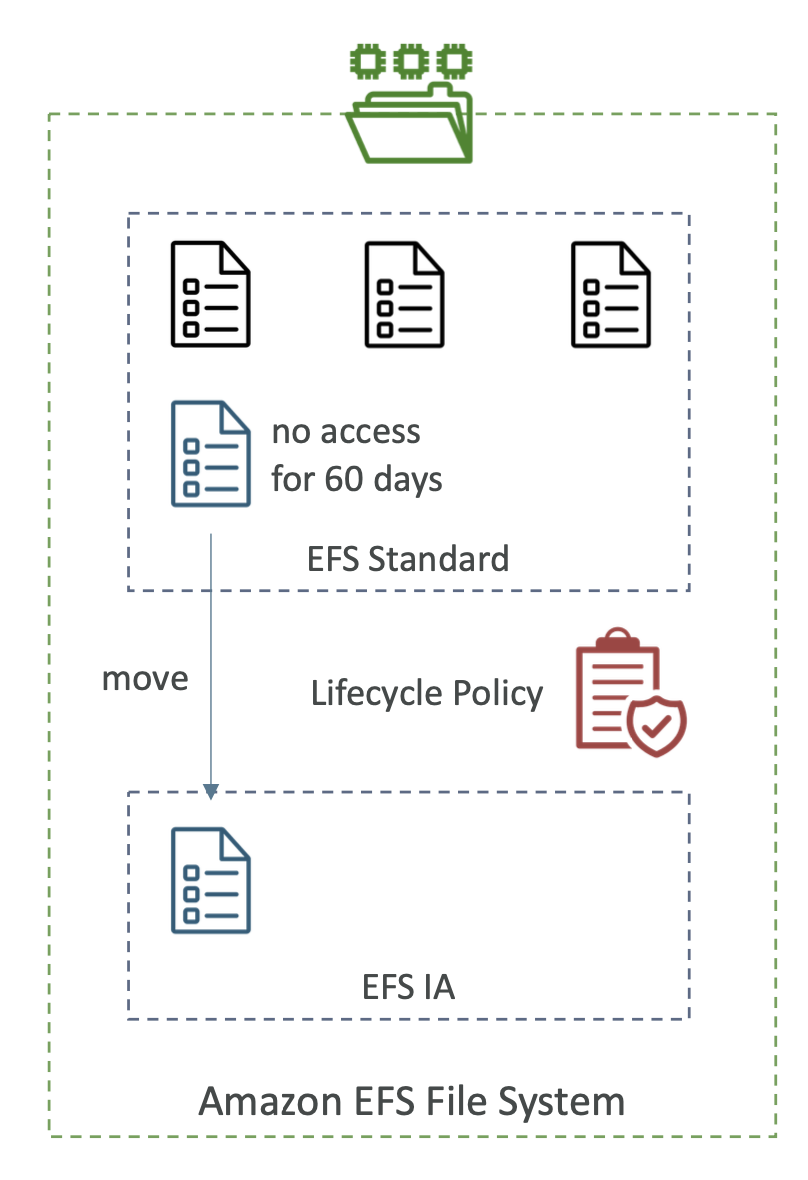 no access
for 60 days
EFS Standard
move
Lifecycle Policy
EFS IA
Amazon EFS File System